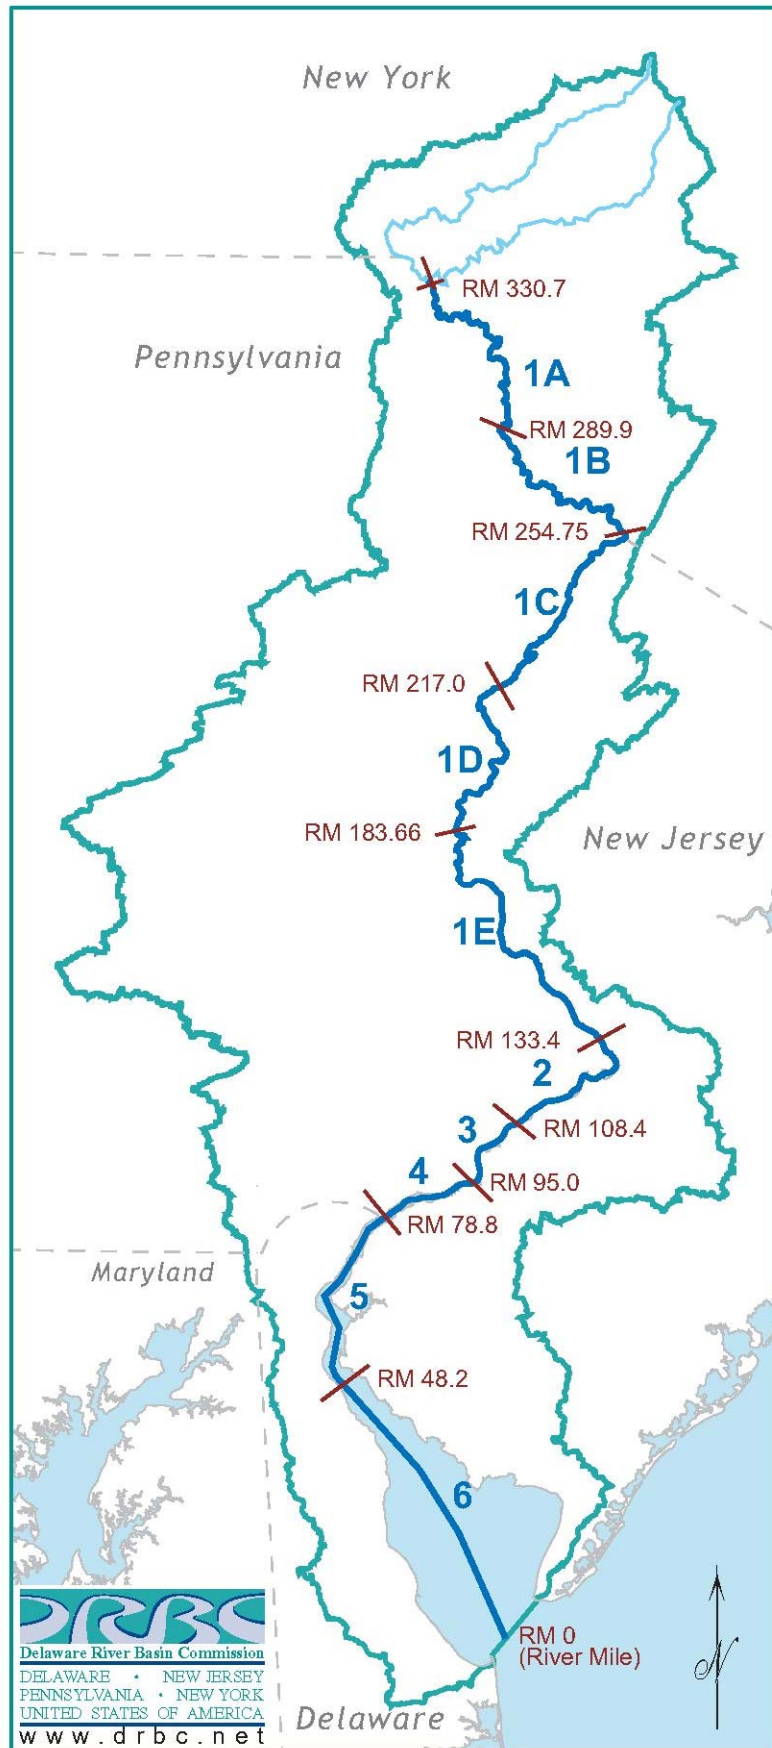 New York
RM 330.7
Pennsylvania
1A
RM 289.9
1B
RM 254.75
1C
RM 217.0
1D
RM 183.66
New Jersey
1E
RM 133.4
2
RM 108.4
3
RM 95.0
4
RM 78.8
Maryland
5
RM 48.2
6
RM 0
(River Mile)
DRBC
Delaware River Basin Commission
DELAWARE • NEW JERSEY
PENNSYLVANIA • NEW YORK
UNITED STATES OF AMERICA
www.drbc.net
Delaware
N